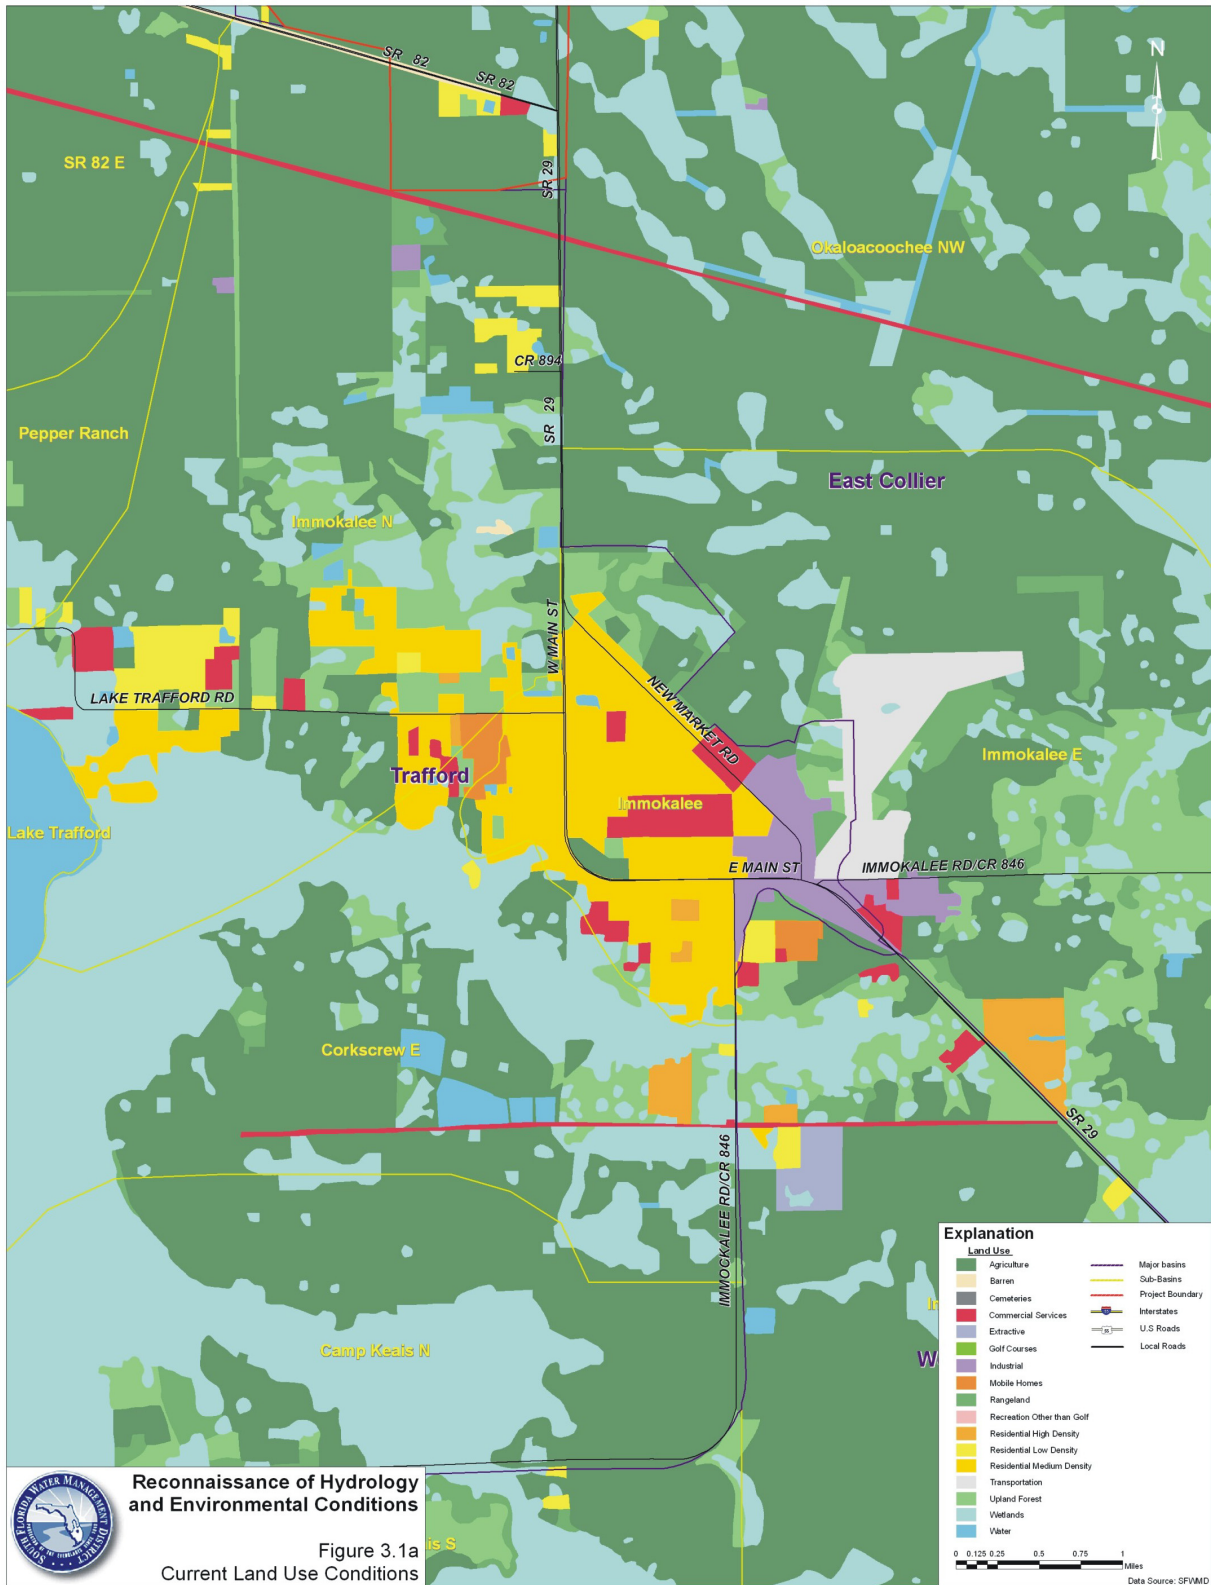 SR 82
SR 82
N
SR 82 E
SR 29
Okaloacoochee NW
CR 894
SR 29
Pepper Ranch
East Collier
Immokalee N
W MAIN ST
NEW MARKET RD
LAKE TRAFFORD RD
Immokalee E
Trafford
Immokalee
Lake Trafford
E MAIN ST
IMMOKALEE RD/CR 846
Corkscrew E
SR 29
IMMOCKALEE RD/CR 846
Camp Keais N
is S
Explanation
Land Use
Agriculture
Barren
Cemeteries
Commercial Services
Extractive
Golf Courses
Industrial
Mobile Homes
Rangeland
Recreation Other than Golf
Residential High Density
Residential Low Density
Residential Medium Density
Transportation
Upland Forest
Wetlands
Water
Major basins
Sub-Basins
Project Boundary
Interstates
U.S Roads
Local Roads
0 0.125 0.25 0.5 0.75 1
Miles
Data Source: SFWMD
SOUTH FLORIDA WATER MANAGEMENT DISTRICT
Reconnaissance of Hydrology
and Environmental Conditions
Figure 3.1a
Current Land Use Conditions